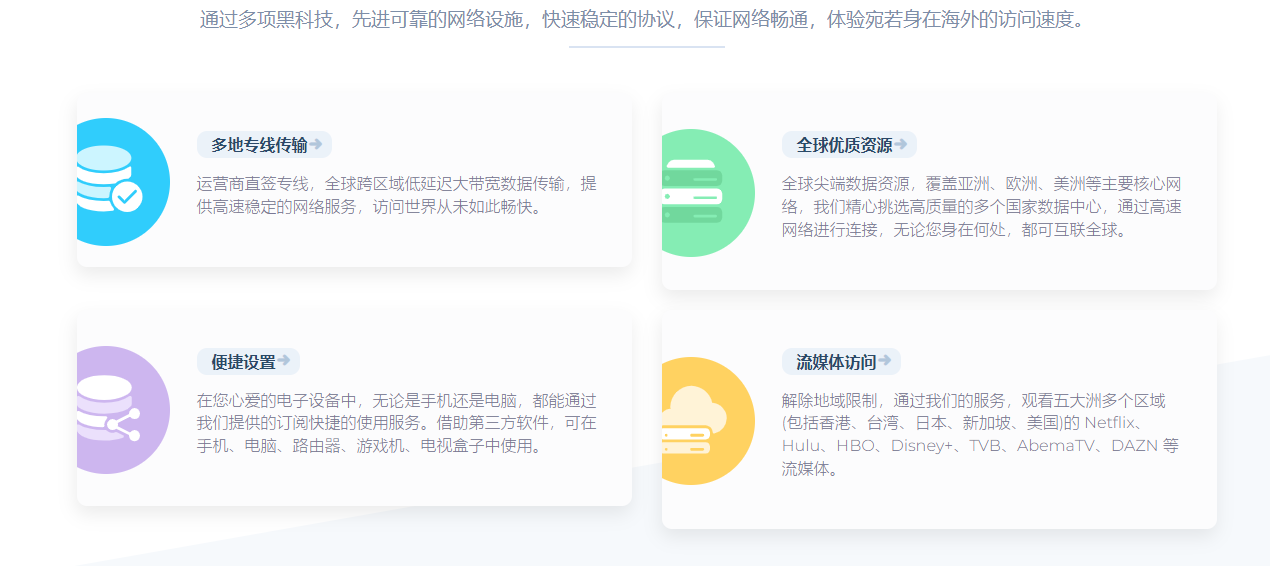 通过多项黑科技，先进可靠的网络设施，快速稳定的协议，保证网络畅通，体验宛若身在海外的访问速度。
多地专线传输
运营商直签专线，全球跨区域低延迟大带宽数据传输，提
供高速稳定的网络服务，访问世界从未如此畅快。
全球优质资源
全球尖端数据资源，覆盖亚洲、欧洲、美洲等主要核心网
络，我们精心挑选高质量的多个国家数据中心，通过高速
网络进行连接，无论您身在何处，都可互联全球。
便捷设置
在您心爱的电子设备中，无论是手机还是电脑，都能通过
我们提供的订阅快捷的使用服务。借助第三方软件，可在
手机、电脑、路由器、游戏机、电视盒子中使用。
流媒体访问
解除地域限制，通过我们的服务，观看五大洲多个区域
(包括香港、台湾、日本、新加坡、美国)的 Netflix、
Hulu、HBO、Disney+、TVB、AbemaTV、DAZN 等
流媒体。